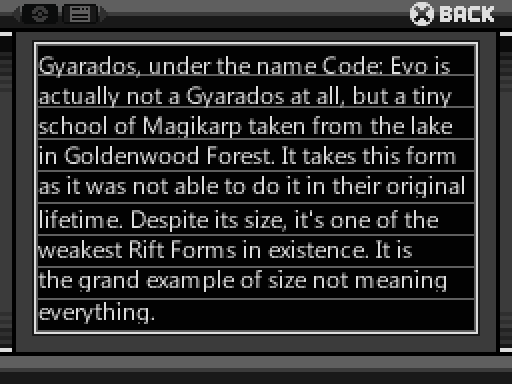 BACK
Gyarados, under the name Code: Evo is
actually not a Gyarados at all, but a tiny
school of Magikarp taken from the lake
in Goldenwood Forest. It takes this form
as it was not able to do it in their original
lifetime. Despite its size, it's one of the
weakest Rift Forms in existence. It is
the grand example of size not meaning
everything.